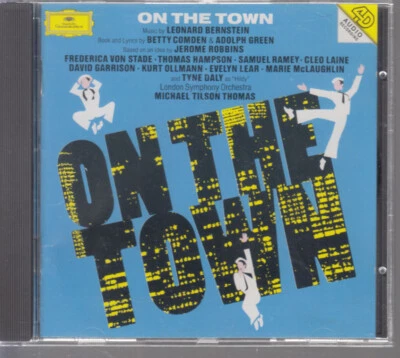 ON THE TOWN
Music by LEONARD BERNSTEIN
Book and Lyrics by BETTY COMDEN & ADOLPH GREEN
Based on an idea by JEROME ROBBINS
FREDERICA VON STADE · THOMAS HAMPSON · SAMUEL RAMEY · CLEO LAINE
DAVID GARRISON · KURT OLLMANN · EVELYN LEAR · MARIE McLAUGHLIN
and TYNE DALY as "Hildy"
London Symphony Orchestra
MICHAEL TILSON THOMAS
ON THE
TOWN